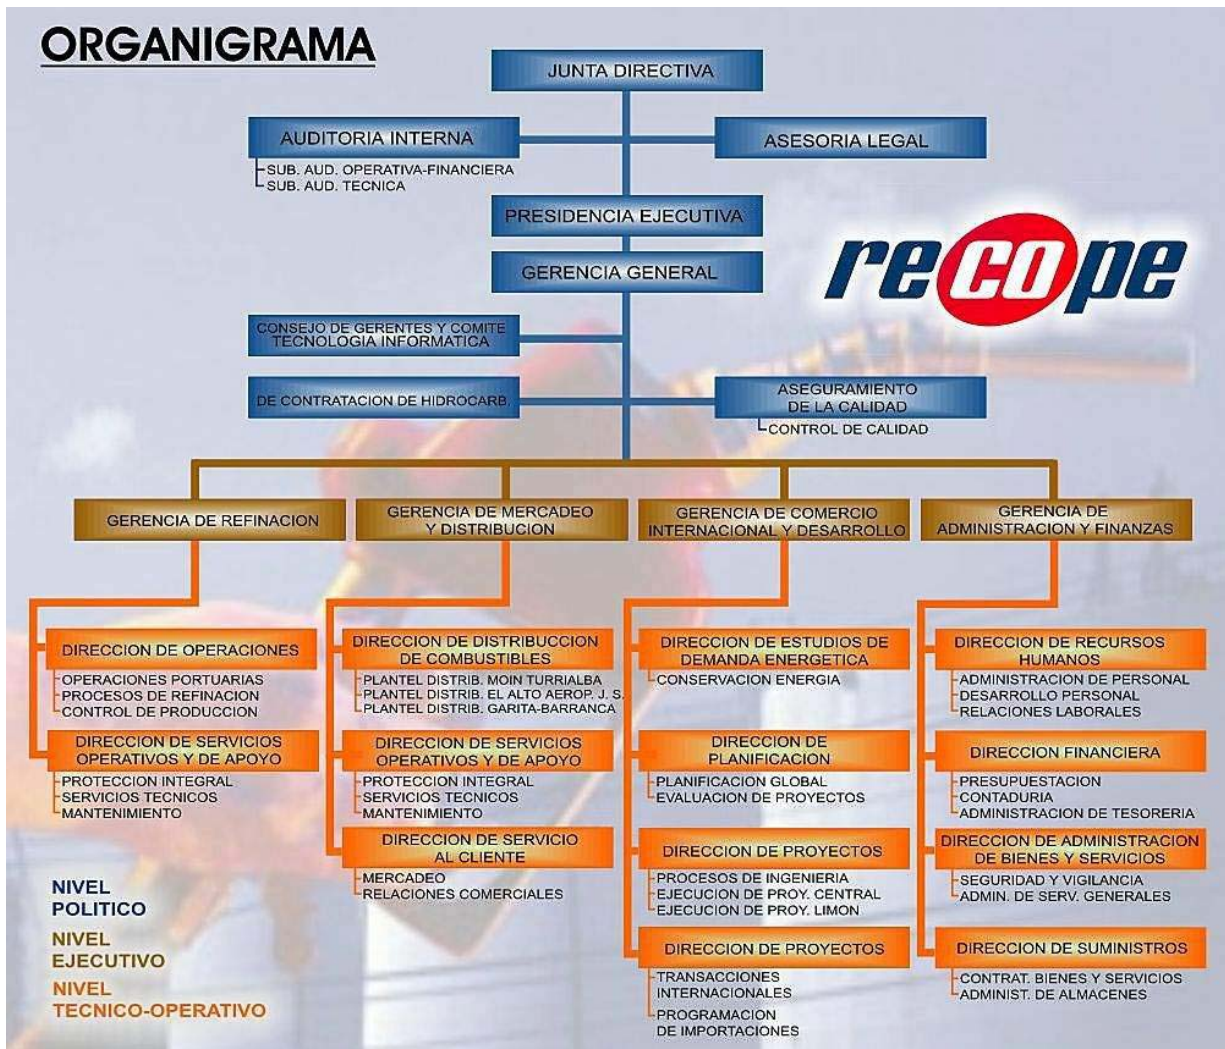 ORGANIGRAMA
JUNTA DIRECTIVA
AUDITORIA INTERNA
SUB. AUD. OPERATIVA-FINANCIERA
SUB. AUD. TECNICA
ASESORIA LEGAL
PRESIDENCIA EJECUTIVA
GERENCIA GENERAL
recope
CONSEJO DE GERENTES Y COMITE
TECNOLOGIA INFORMATICA
DE CONTRATACION DE HIDROCARB.
ASEGURAMIENTO
DE LA CALIDAD
CONTROL DE CALIDAD
GERENCIA DE REFINACION
GERENCIA DE MERCADEO
Y DISTRIBUCION
GERENCIA DE COMERCIO
INTERNACIONAL Y DESARROLLO
GERENCIA DE
ADMINISTRACION Y FINANZAS
DIRECCION DE OPERACIONES
OPERACIONES PORTUARIAS
PROCESOS DE REFINACION
CONTROL DE PRODUCCION
DIRECCION DE SERVICIOS
OPERATIVOS Y DE APOYO
PROTECCION INTEGRAL
SERVICIOS TECNICOS
MANTENIMIENTO
DIRECCION DE DISTRIBUCCION
DE COMBUSTIBLES
PLANTEL DISTRIB. MOIN TURRIALBA
PLANTEL DISTRIB. EL ALTO AEROP. J. S.
PLANTEL DISTRIB. GARITA-BARRANCA
DIRECCION DE SERVICIOS
OPERATIVOS Y DE APOYO
PROTECCION INTEGRAL
SERVICIOS TECNICOS
MANTENIMIENTO
DIRECCION DE SERVICIO
AL CLIENTE
MERCADEO
RELACIONES COMERCIALES
DIRECCION DE ESTUDIOS DE
DEMANDA ENERGETICA
CONSERVACION ENERGIA
DIRECCION DE
PLANIFICACION
PLANIFICACION GLOBAL
EVALUACION DE PROYECTOS
DIRECCION DE PROYECTOS
PROCESOS DE INGENIERIA
EJECUCION DE PROY. CENTRAL
EJECUCION DE PROY. LIMON
DIRECCION DE PROYECTOS
TRANSACCIONES
INTERNACIONALES
PROGRAMACION
DE IMPORTACIONES
DIRECCION DE RECURSOS
HUMANOS
ADMINISTRACION DE PERSONAL
DESARROLLO PERSONAL
RELACIONES LABORALES
DIRECCION FINANCIERA
PRESUPUESTACION
CONTADURIA
ADMINISTRACION DE TESORERIA
DIRECCION DE ADMINISTRACION
DE BIENES Y SERVICIOS
SEGURIDAD Y VIGILANCIA
ADMIN. DE SERV. GENERALES
DIRECCION DE SUMINISTROS
CONTRAT. BIENES Y SERVICIOS
ADMINIST. DE ALMACENES
NIVEL
POLITICO
NIVEL
EJECUTIVO
NIVEL
TECNICO-OPERATIVO